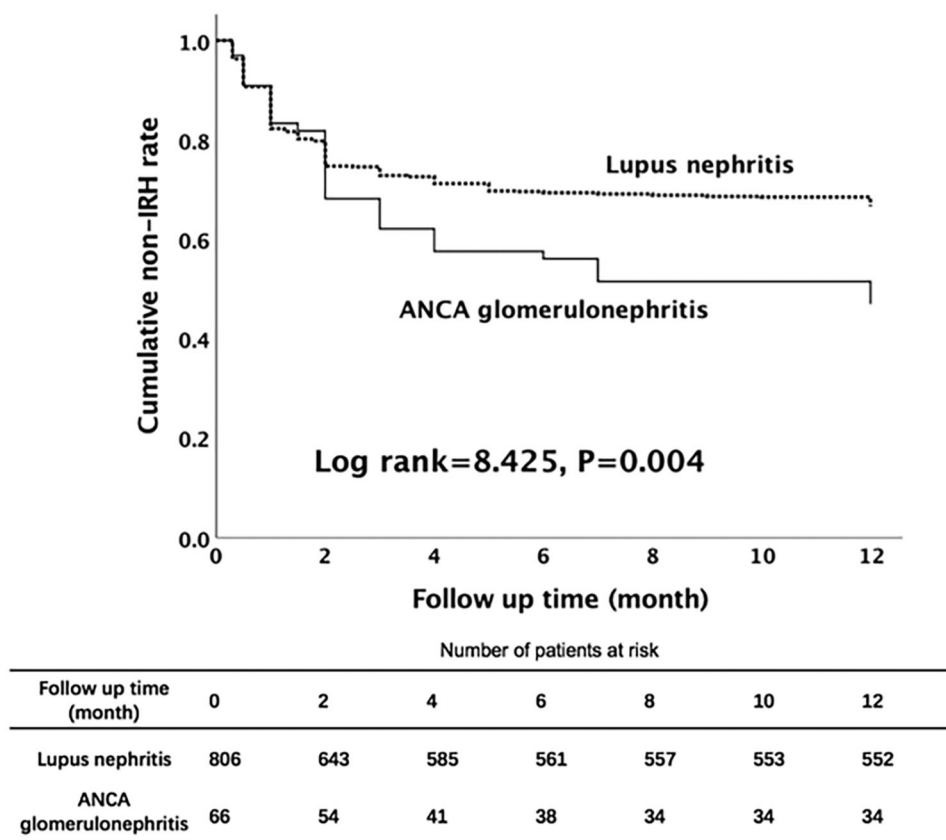 Cumulative non-IRH rate
1.0
0.8
0.6
0.4
0.2
0.0
Lupus nephritis
ANCA glomerulonephritis
Log rank=8.425, P=0.004
0 2 4 6 8 10 12
Follow up time (month)
Number of patients at risk
Follow up time (month) 0 2 4 6 8 10 12
Lupus nephritis 806 643 585 561 557 553 552
ANCA glomerulonephritis 66 54 41 38 34 34 34